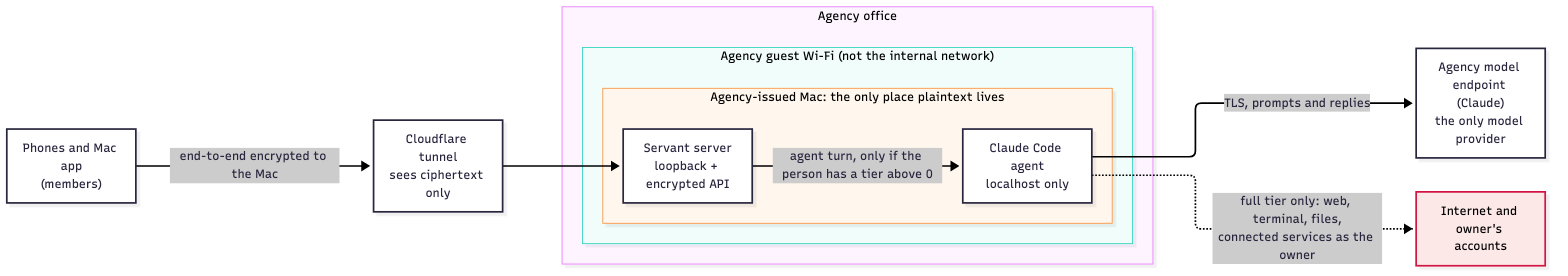 Agency office
Agency guest Wi-Fi (not the internal network)
Agency-issued Mac: the only place plaintext lives
Phones and Mac
app
(members)
end-to-end encrypted to
the Mac
Cloudflare
tunnel
sees ciphertext
only
Servant server
loopback +
encrypted API
agent turn, only if the
person has a tier above 0
Claude Code
agent
localhost only
TLS, prompts and replies
Agency model
endpoint
(Claude)
the only model
provider
full tier only: web,
terminal, files,
connected services as the
owner
Internet and
owner's
accounts